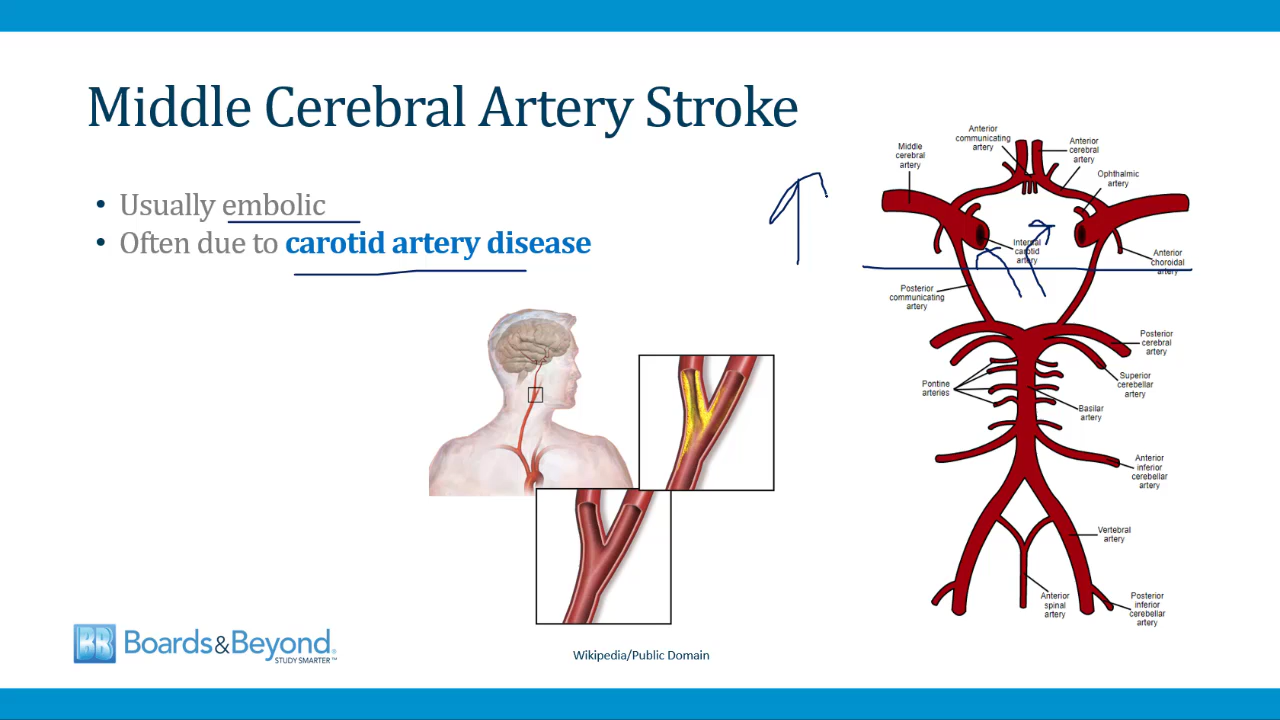 Middle Cerebral Artery Stroke
• Usually embolic
• Often due to carotid artery disease
Anterior
communicating
artery
Middle
cerebral
artery
Anterior
cerebral
artery
Ophthalmic
artery
Internal
carotid
artery
Anterior
choroidal
artery
Posterior
communicating
artery
Posterior
cerebral
artery
Pontine
arteries
Superior
cerebellar
artery
Basilar
artery
Anterior
inferior
cerebellar
artery
Vertebral
artery
Anterior
spinal
artery
Posterior
inferior
cerebellar
artery
BB Boards&Beyond.
STUDY SMARTER™
Wikipedia/Public Domain